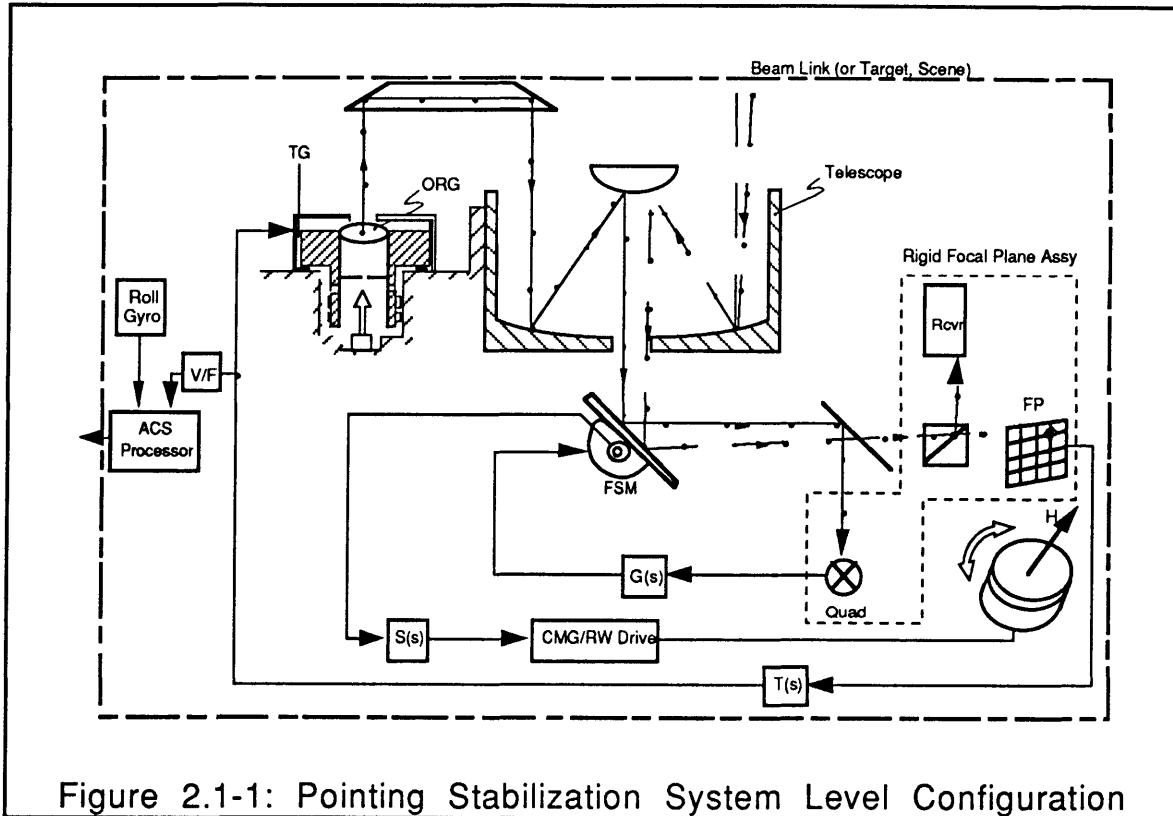 Beam Link (or Target, Scene)
TG
ORG
Telescope
Rigid Focal Plane Assy
Roll
Gyro
Rcvr
V/F
FP
ACS
Processor
FSM
H
G(s)
Quad
S(s)
CMG/RW Drive
T(s)
Figure 2.1-1: Pointing Stabilization System Level Configuration